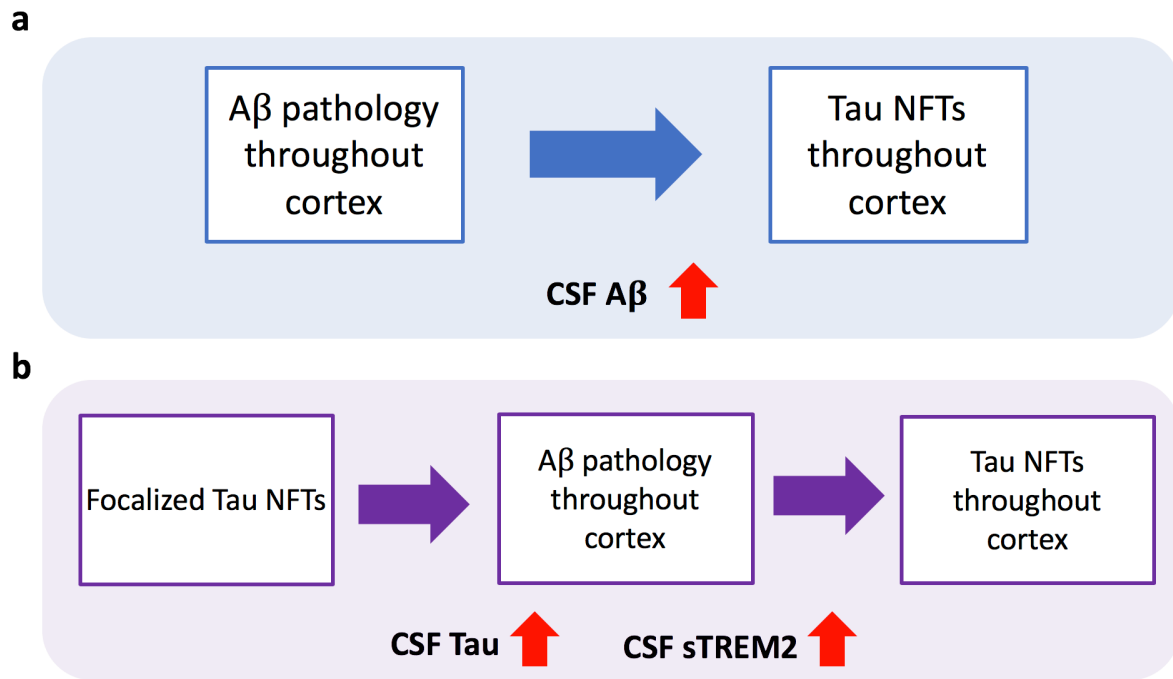 a
Aβ pathology
throughout
cortex
Tau NFTs
throughout
cortex
CSF Aβ
b
Focalized Tau NFTs
Aβ pathology
throughout
cortex
Tau NFTs
throughout
cortex
CSF Tau
CSF sTREM2